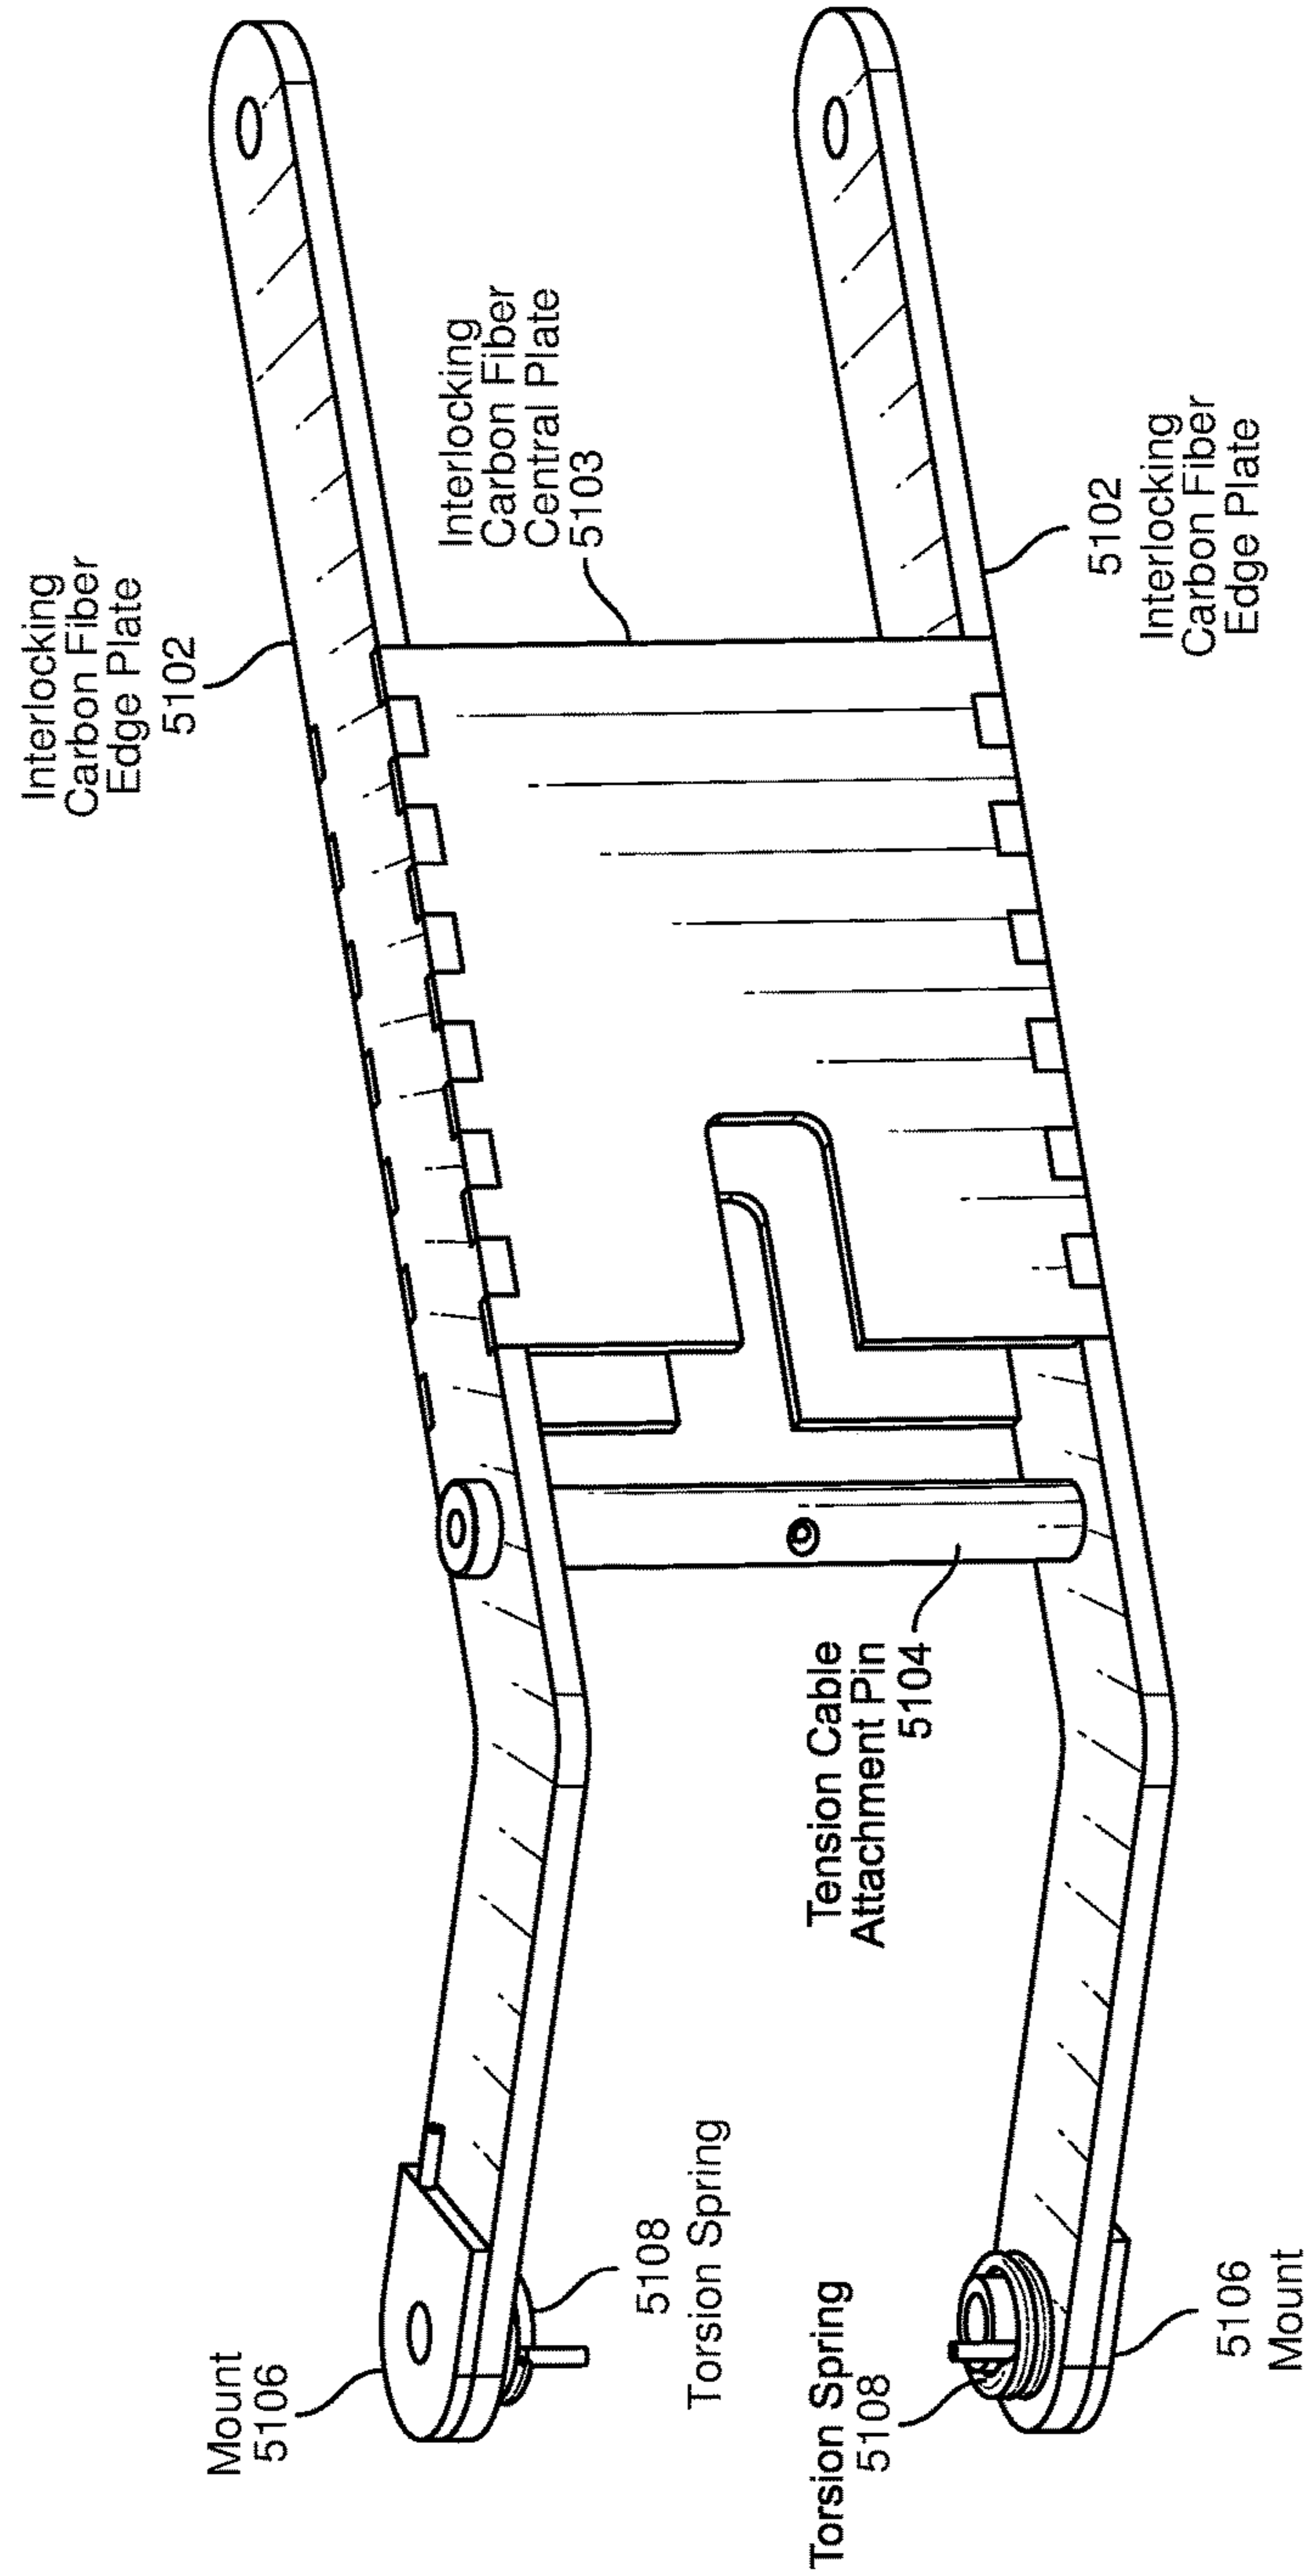 Interlocking
Carbon Fiber
Edge Plate
5102
Interlocking
Carbon Fiber
Central Plate
5103
5102
Interlocking
Carbon Fiber
Edge Plate
Tension Cable
Attachment Pin
5104
Mount
5106
5108
Torsion Spring
Torsion Spring
5108
5106
Mount